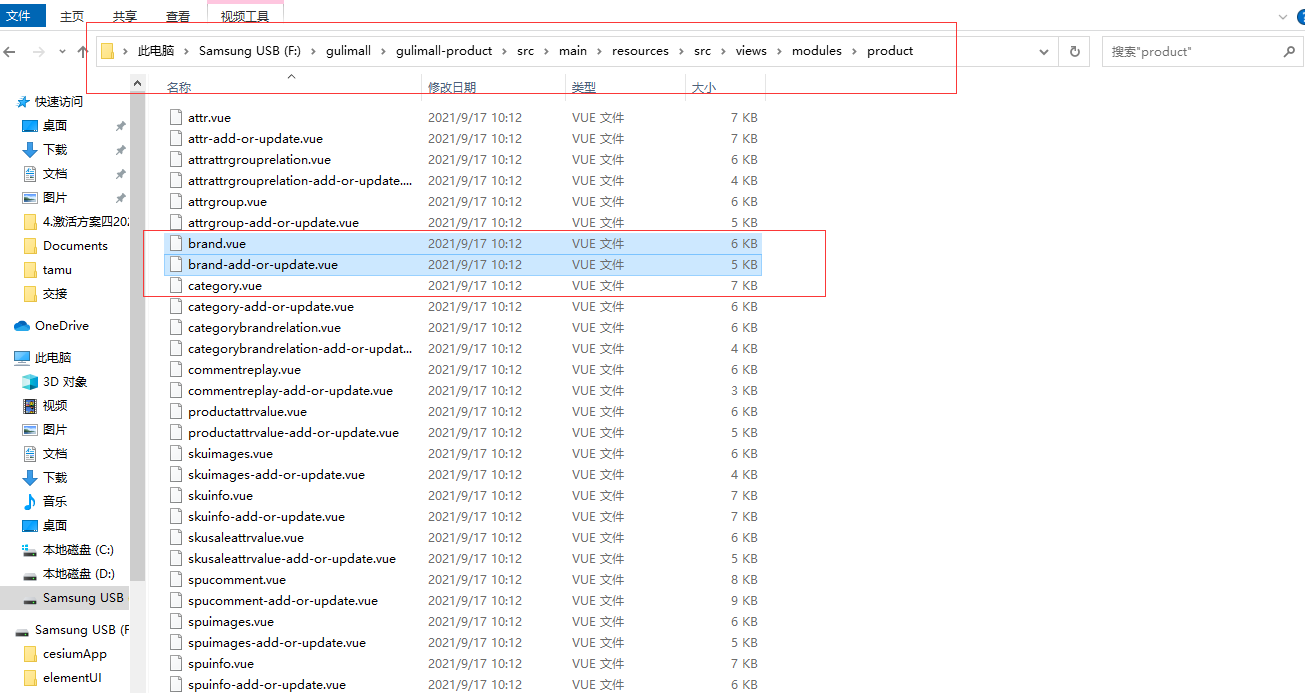 文件 主页 共享 查看 视频工具
此电脑 Samsung USB (F:) gulimall gulimall-product src main resources src views modules product 搜索"product"
名称 修改日期 类型 大小
快速访问
桌面
下载
文档
图片
4.激活方案四202
Documents
tamu
交接
OneDrive
此电脑
3D 对象
视频
图片
文档
下载
音乐
桌面
本地磁盘 (C:)
本地磁盘 (D:)
Samsung USB
Samsung USB (F
cesiumApp
elementUI
attr.vue 2021/9/17 10:12 VUE 文件 7 KB
attr-add-or-update.vue 2021/9/17 10:12 VUE 文件 7 KB
attrattrgrouprelation.vue 2021/9/17 10:12 VUE 文件 6 KB
attrattrgrouprelation-add-or-update.... 2021/9/17 10:12 VUE 文件 4 KB
attrgroup.vue 2021/9/17 10:12 VUE 文件 6 KB
attrgroup-add-or-update.vue 2021/9/17 10:12 VUE 文件 5 KB
brand.vue 2021/9/17 10:12 VUE 文件 6 KB
brand-add-or-update.vue 2021/9/17 10:12 VUE 文件 5 KB
category.vue 2021/9/17 10:12 VUE 文件 7 KB
category-add-or-update.vue 2021/9/17 10:12 VUE 文件 6 KB
categorybrandrelation.vue 2021/9/17 10:12 VUE 文件 6 KB
categorybrandrelation-add-or-updat... 2021/9/17 10:12 VUE 文件 4 KB
commentreplay.vue 2021/9/17 10:12 VUE 文件 6 KB
commentreplay-add-or-update.vue 2021/9/17 10:12 VUE 文件 3 KB
productattrvalue.vue 2021/9/17 10:12 VUE 文件 6 KB
productattrvalue-add-or-update.vue 2021/9/17 10:12 VUE 文件 5 KB
skuimages.vue 2021/9/17 10:12 VUE 文件 6 KB
skuimages-add-or-update.vue 2021/9/17 10:12 VUE 文件 4 KB
skuinfo.vue 2021/9/17 10:12 VUE 文件 7 KB
skuinfo-add-or-update.vue 2021/9/17 10:12 VUE 文件 7 KB
skusaleattrvalue.vue 2021/9/17 10:12 VUE 文件 6 KB
skusaleattrvalue-add-or-update.vue 2021/9/17 10:12 VUE 文件 5 KB
spucomment.vue 2021/9/17 10:12 VUE 文件 8 KB
spucomment-add-or-update.vue 2021/9/17 10:12 VUE 文件 9 KB
spuimages.vue 2021/9/17 10:12 VUE 文件 6 KB
spuimages-add-or-update.vue 2021/9/17 10:12 VUE 文件 5 KB
spuinfo.vue 2021/9/17 10:12 VUE 文件 7 KB
spuinfo-add-or-update.vue 2021/9/17 10:12 VUE 文件 6 KB